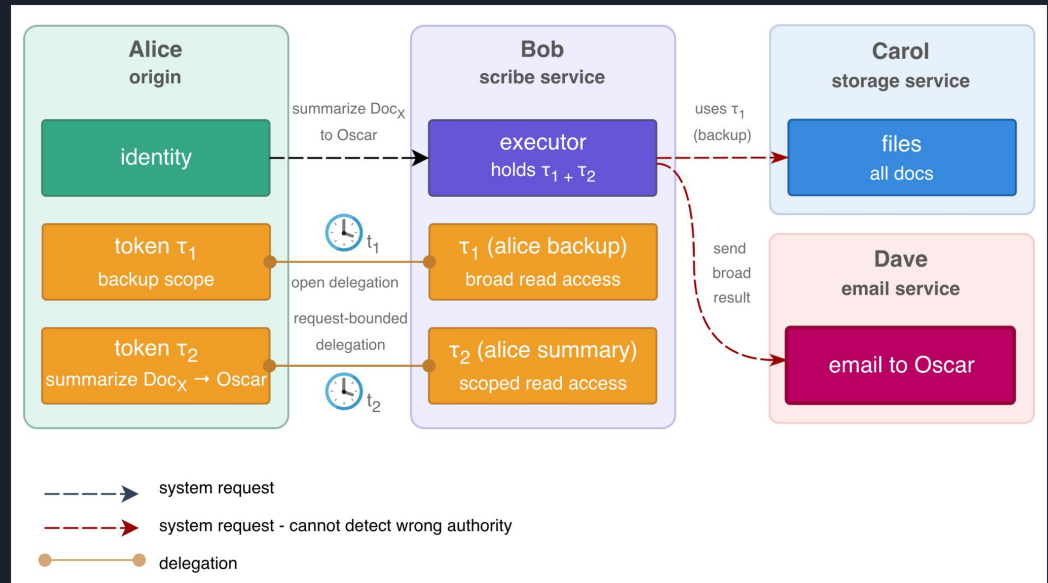 Alice
origin
identity
token τ₁
backup scope
token τ₂
summarize Docₓ → Oscar
summarize Docₓ
to Oscar
t₁
open delegation
request-bounded
delegation
t₂
Bob
scribe service
executor
holds τ₁ + τ₂
τ₁ (alice backup)
broad read access
τ₂ (alice summary)
scoped read access
uses τ₁
(backup)
send
broad
result
Carol
storage service
files
all docs
Dave
email service
email to Oscar
system request
system request - cannot detect wrong authority
delegation